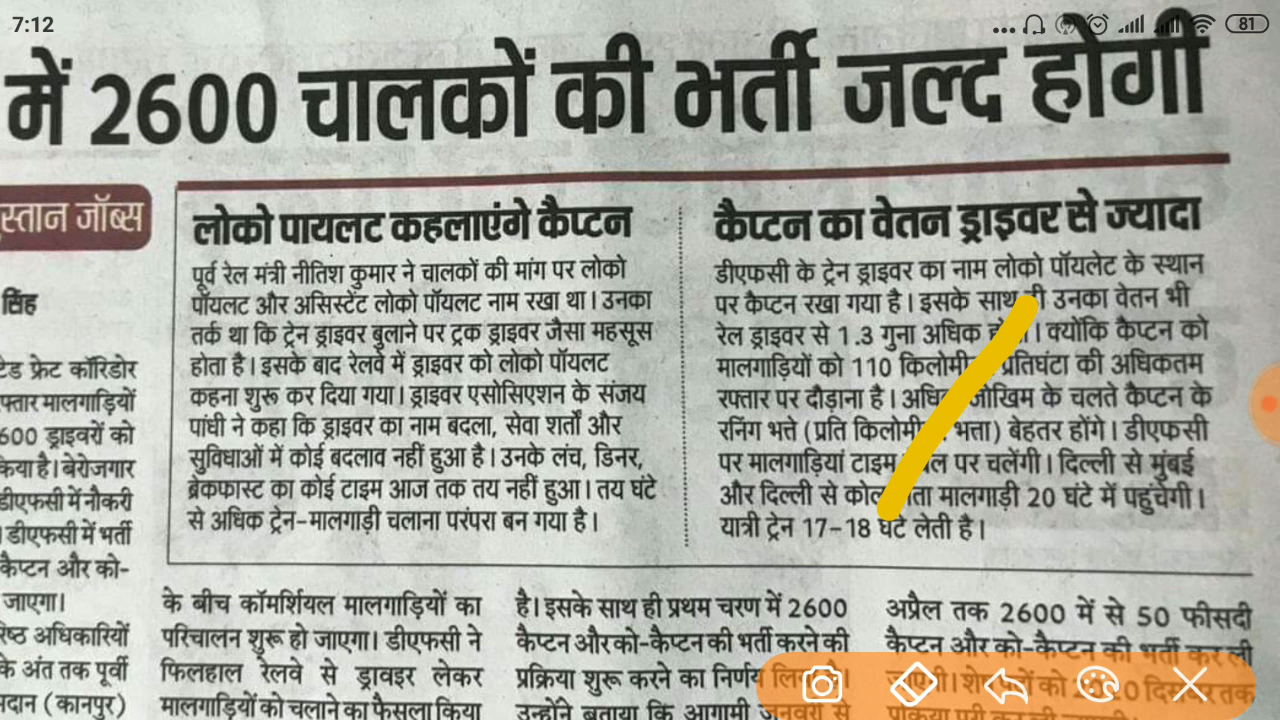 7:12
81
में 2600 चालकों की भर्ती जल्द होगी
स्तान जॉब्स
सिंह
टेड फ्रेट कॉरिडोर
फ्तार मालगाड़ियों
600 ड्राइवरों को
किया है। बेरोजगार
डीएफसी में नौकरी
डीएफसी में भर्ती
कैप्टन और को-
जाएगा।
रिष्ठ अधिकारियों
के अंत तक पूर्वी
मदान (कानपुर)
लोको पायलट कहलाएंगे कैप्टन
पूर्व रेल मंत्री नीतिश कुमार ने चालकों की मांग पर लोको
पॉयलट और असिस्टेंट लोको पॉयलट नाम रखा था। उनका
तर्क था कि ट्रेन ड्राइवर बुलाने पर ट्रक ड्राइवर जैसा महसूस
होता है। इसके बाद रेलवे में ड्राइवर को लोको पॉयलट
कहना शुरू कर दिया गया। ड्राइवर एसोसिएशन के संजय
पांधी ने कहा कि ड्राइवर का नाम बदला, सेवा शर्तों और
सुविधाओं में कोई बदलाव नहीं हुआ है। उनके लंच, डिनर,
ब्रेकफास्ट का कोई टाइम आज तक तय नहीं हुआ। तय घंटे
से अधिक ट्रेन-मालगाड़ी चलाना परंपरा बन गया है।
कैप्टन का वेतन ड्राइवर से ज्यादा
डीएफसी के ट्रेन ड्राइवर का नाम लोको पॉयलेट के स्थान
पर कैप्टन रखा गया है। इसके साथ उनका वेतन भी
रेल ड्राइवर से 1.3 गुना अधिक क्योंकि कैप्टन को
मालगाड़ियों को 110 प्रतिघंटा की अधिकतम
रफ्तार पर दौड़ाना है। जोखिम के चलते कैप्टन के
रनिंग भत्ते (प्रति भत्ता) बेहतर होंगे। डीएफसी
पर मालगाड़ियां टाइम पर चलेंगी। दिल्ली से मुंबई
और दिल्ली से मालगाड़ी 20 घंटे में पहुंचेगी।
यात्री ट्रेन 17-18 घंटे लेती है।
के बीच कॉमर्शियल मालगाड़ियों का
परिचालन शुरू हो जाएगा। डीएफसी ने
फिलहाल रेलवे से ड्राइवर लेकर
मालगाड़ियों को चलाने का फैसला किया
है। इसके साथ ही प्रथम चरण में 2600
कैप्टन और को-कैप्टन की भर्ती करने की
प्रक्रिया शुरू करने का निर्णय
उन्होंने बताया कि आगामी जनवरी से
अप्रैल तक 2600 में से 50 फीसदी
कैप्टन और को-कैप्टन की भर्ती कर ली